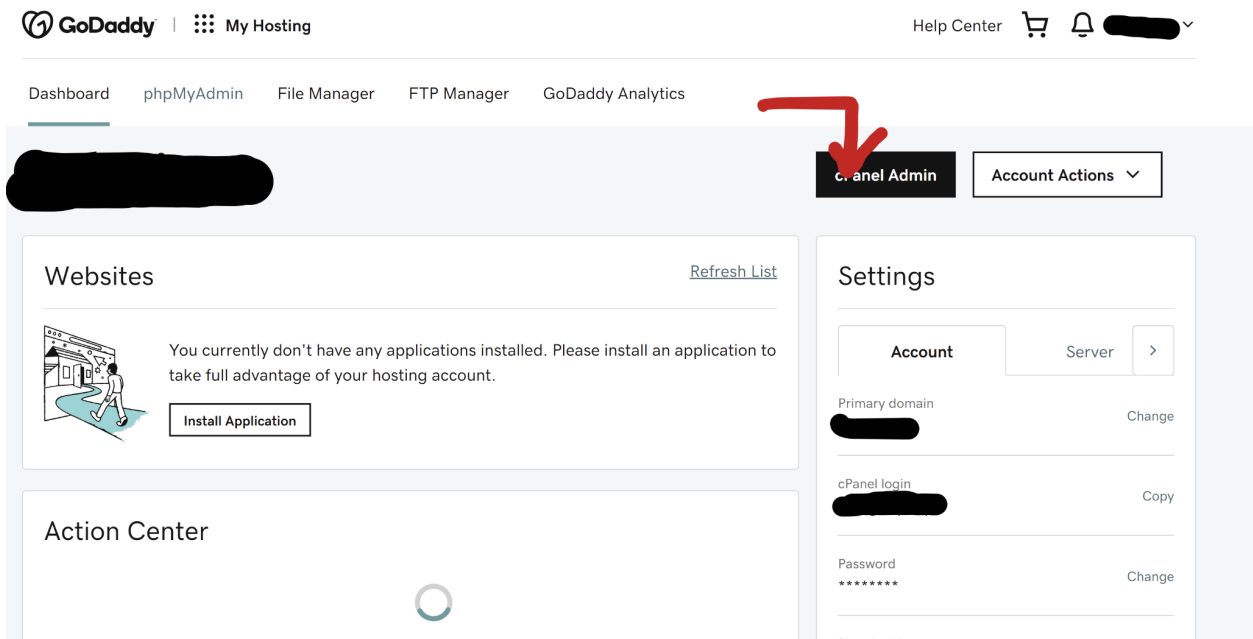 GoDaddy My Hosting Help Center
Dashboard phpMyAdmin File Manager FTP Manager GoDaddy Analytics
cPanel Admin Account Actions
Websites Refresh List
You currently don't have any applications installed. Please install an application to
take full advantage of your hosting account.
Install Application
Settings
Account Server
Primary domain
Change
cPanel login
Copy
Password
********
Change
Action Center